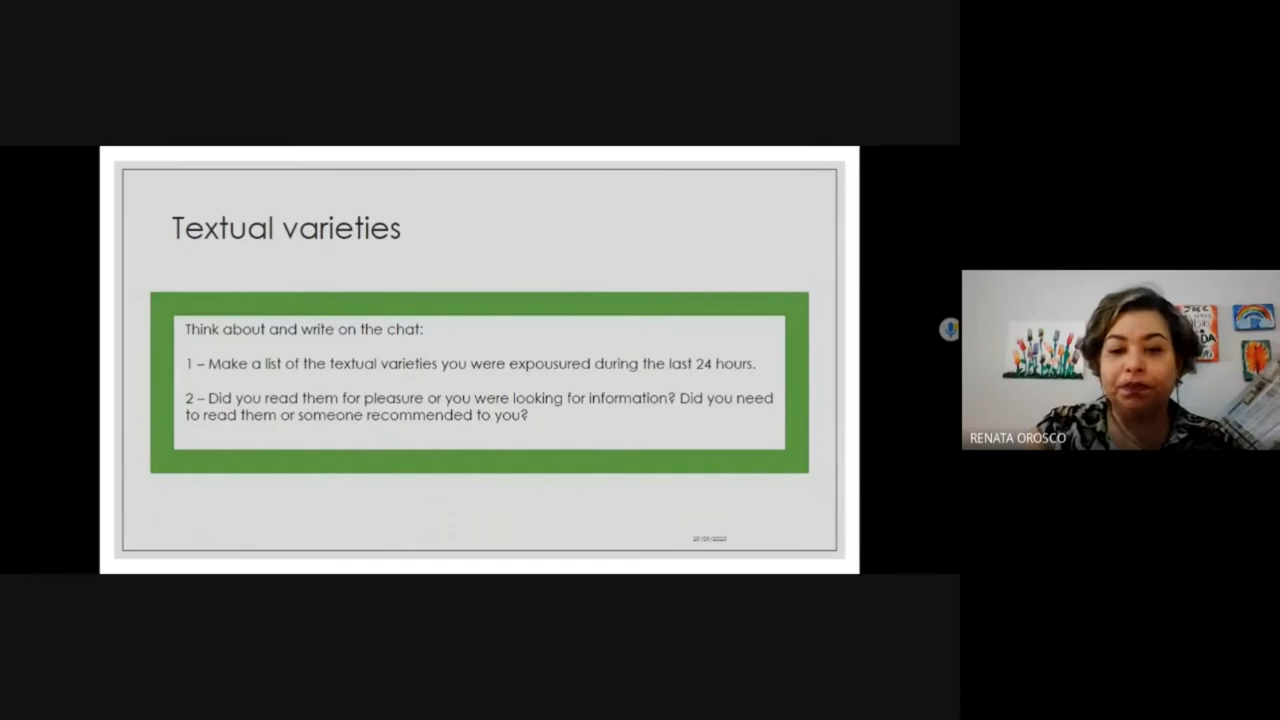 Textual varieties
Think about and write on the chat:
1 – Make a list of the textual varieties you were expousured during the last 24 hours.
2 – Did you read them for pleasure or you were looking for information? Did you need
to read them or someone recommended to you?
RENATA OROSCO